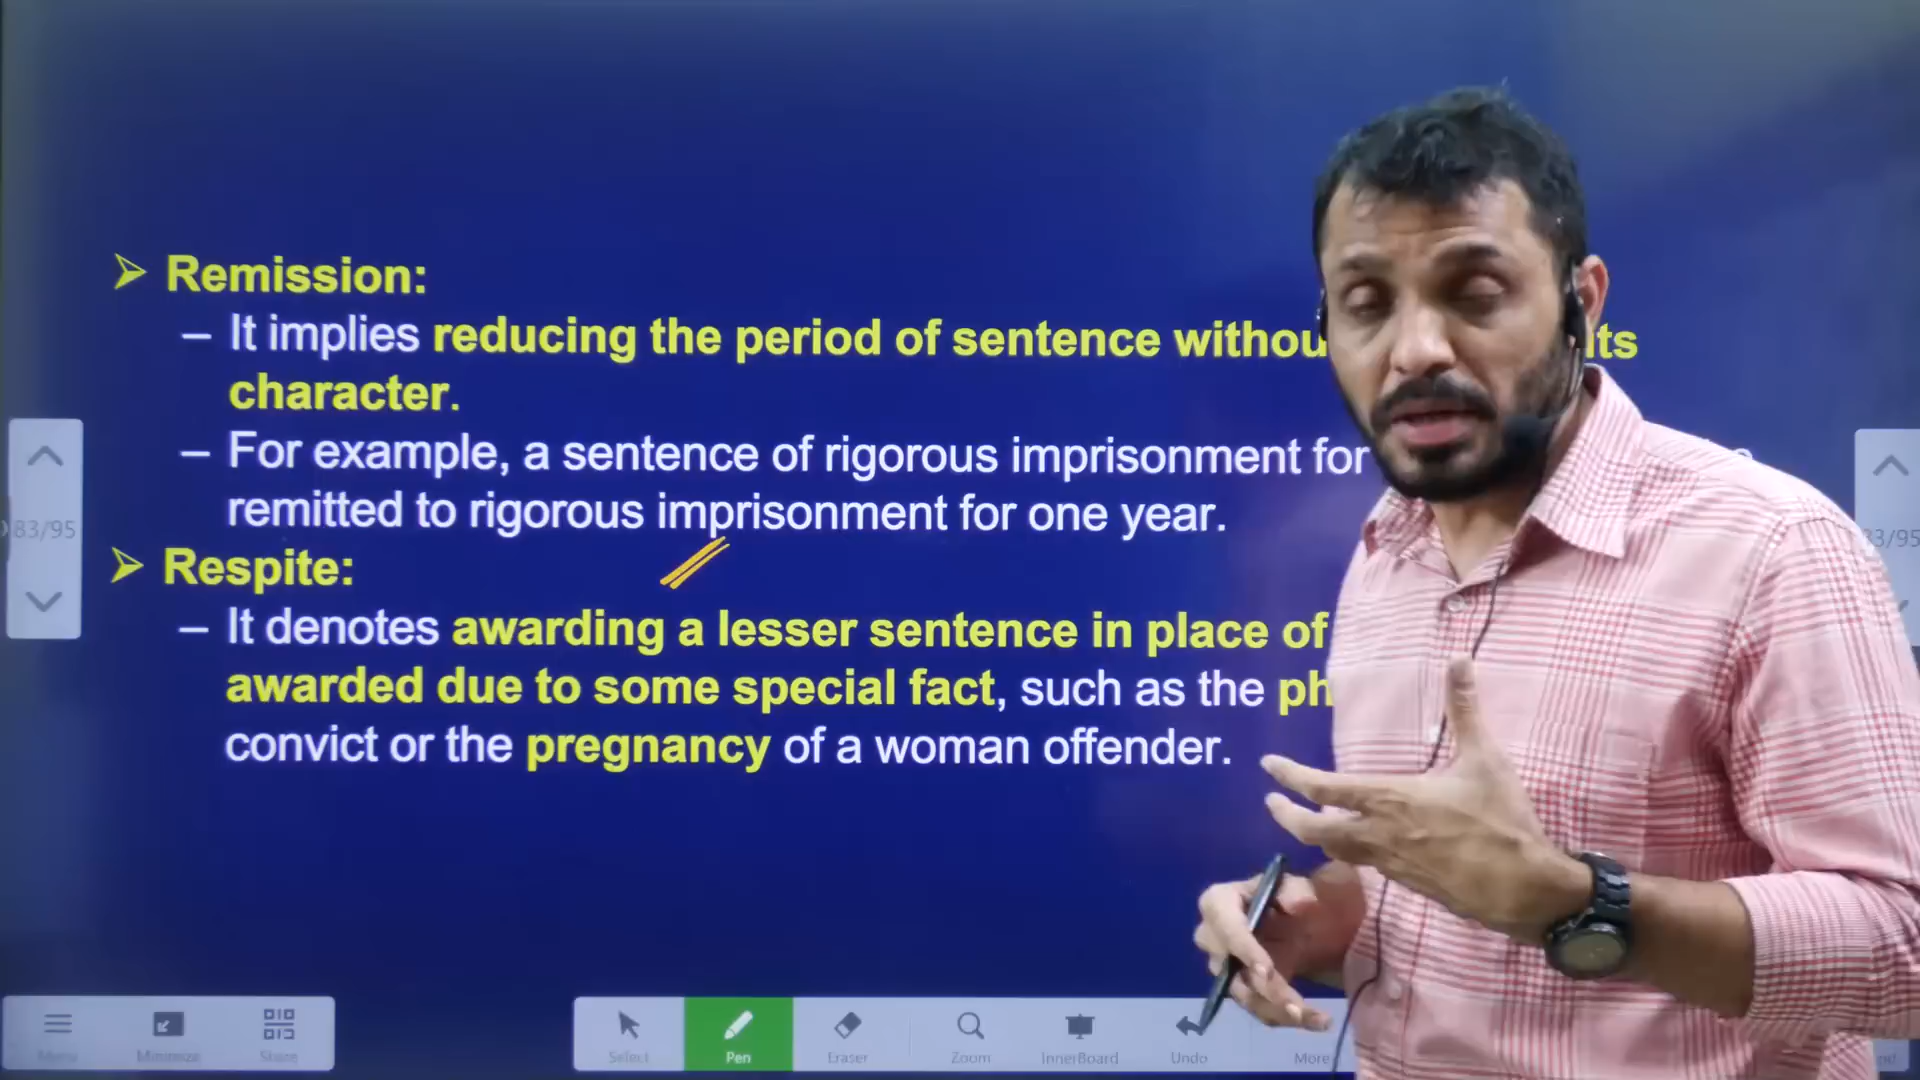 ➤ Remission:
– It implies reducing the period of sentence its
character.
– For example, a sentence of rigorous imprisonment for
remitted to rigorous imprisonment for one year.
83/95
➤ Respite:
– It denotes awarding a lesser sentence in place of
awarded due to some special fact, such as the
convict or the pregnancy of a woman offender.
Menu Minimize Share Select Pen Eraser Zoom InnerBoard Undo More